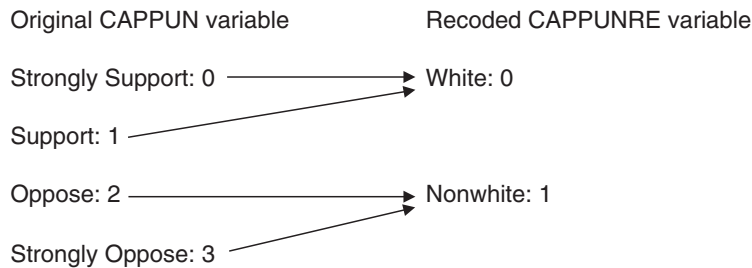 Original CAPPUN variable Recoded CAPPUNRE variable
Strongly Support: 0 White: 0
Support: 1
Oppose: 2 Nonwhite: 1
Strongly Oppose: 3